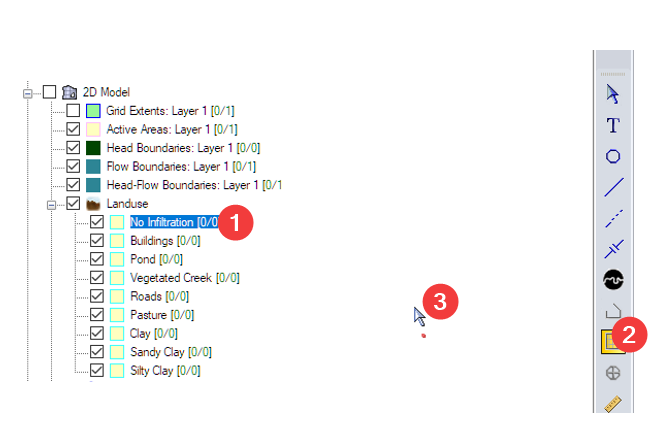 2D Model
Grid Extents: Layer 1 [0/1]
Active Areas: Layer 1 [0/1]
Head Boundaries: Layer 1 [0/0]
Flow Boundaries: Layer 1 [0/1]
Head-Flow Boundaries: Layer 1 [0/1
Landuse
No Infiltration [0/0
1
Buildings [0/0]
Pond [0/0]
Vegetated Creek [0/0]
Roads [0/0]
3
Pasture [0/0]
Clay [0/0]
2
Sandy Clay [0/0]
Silty Clay [0/0]
T